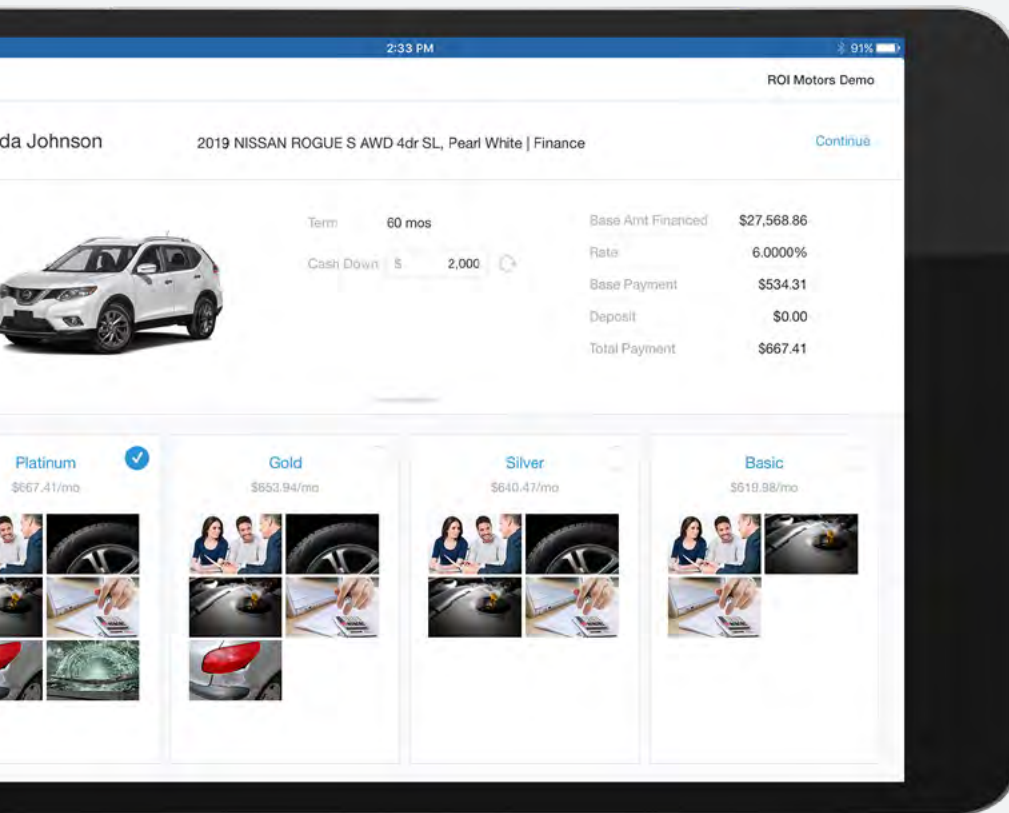 2:33 PM
91%
ROI Motors Demo
da Johnson
2019 NISSAN ROGUE S AWD 4dr SL, Pearl White | Finance
Continue
Term 60 mos
Cash Down $ 2,000
Base Amt Financed $27,568.86
Rate 6.0000%
Base Payment $534.31
Deposit $0.00
Total Payment $667.41
Platinum
$667.41/mo
Gold
$653.94/mo
Silver
$640.47/mo
Basic
$619.98/mo